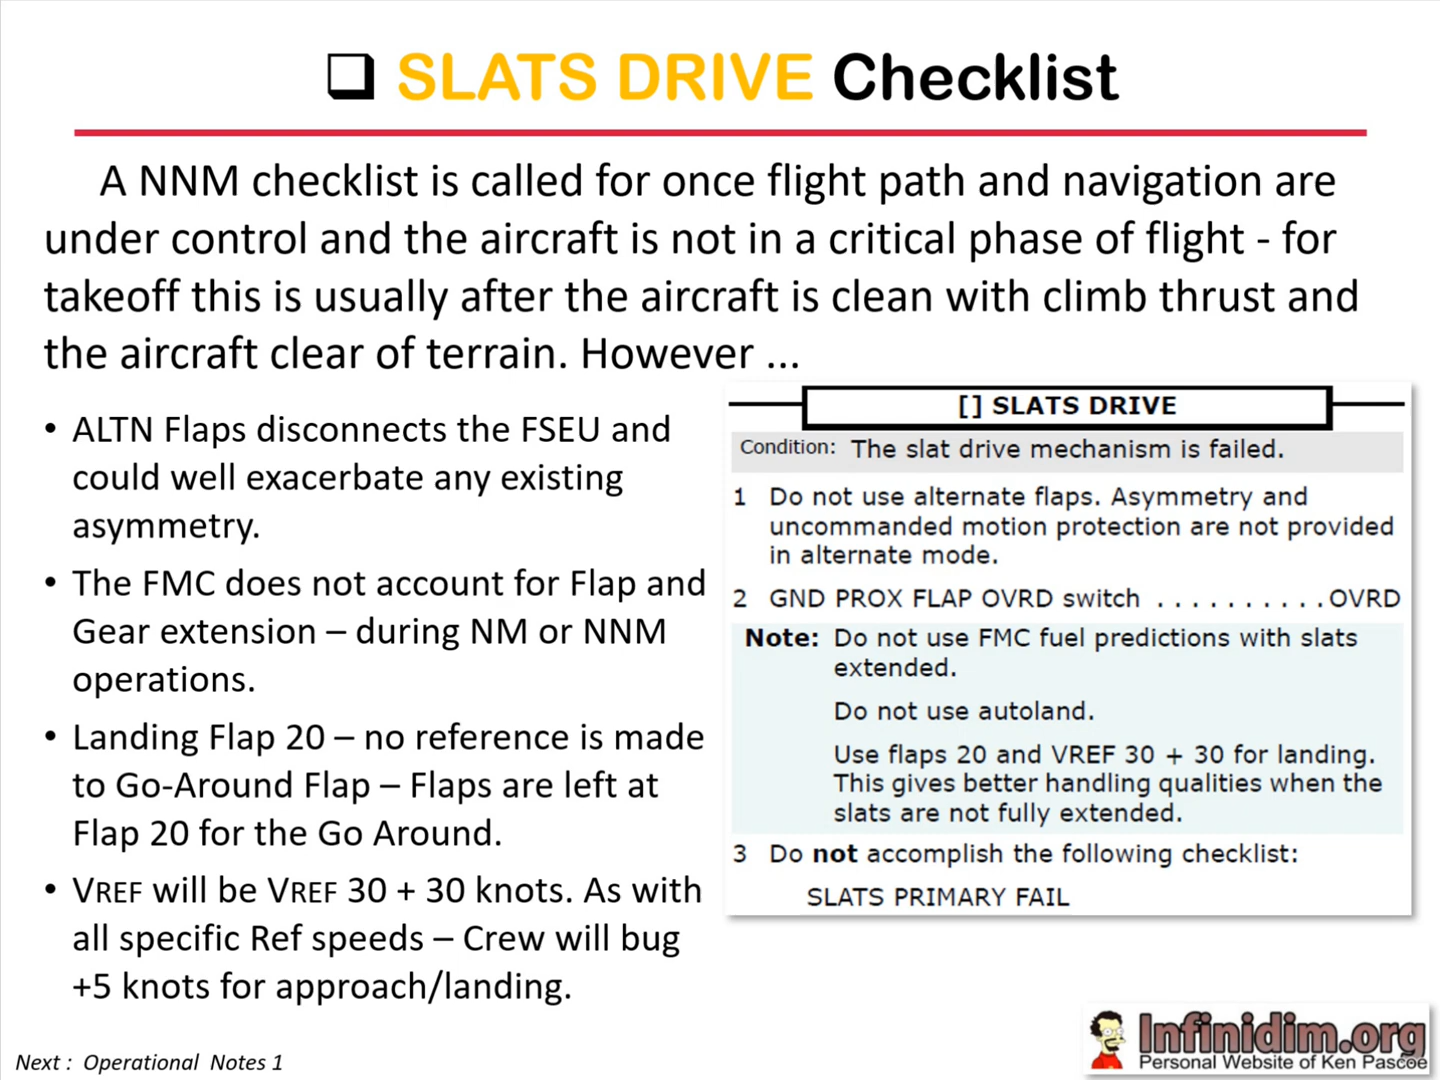 SLATS DRIVE Checklist
A NNM checklist is called for once flight path and navigation are
under control and the aircraft is not in a critical phase of flight - for
takeoff this is usually after the aircraft is clean with climb thrust and
the aircraft clear of terrain. However ...
• ALTN Flaps disconnects the FSEU and
could well exacerbate any existing
asymmetry.
• The FMC does not account for Flap and
Gear extension – during NM or NNM
operations.
• Landing Flap 20 – no reference is made
to Go-Around Flap – Flaps are left at
Flap 20 for the Go Around.
• VREF will be VREF 30 + 30 knots. As with
all specific Ref speeds – Crew will bug
+5 knots for approach/landing.
[] SLATS DRIVE
Condition: The slat drive mechanism is failed.
1 Do not use alternate flaps. Asymmetry and
uncommanded motion protection are not provided
in alternate mode.
2 GND PROX FLAP OVRD switch . . . . . . . . . . OVRD
Note: Do not use FMC fuel predictions with slats
extended.
Do not use autoland.
Use flaps 20 and VREF 30 + 30 for landing.
This gives better handling qualities when the
slats are not fully extended.
3 Do not accomplish the following checklist:
SLATS PRIMARY FAIL
Next : Operational Notes 1
Infinidim.org
Personal Website of Ken Pascoe